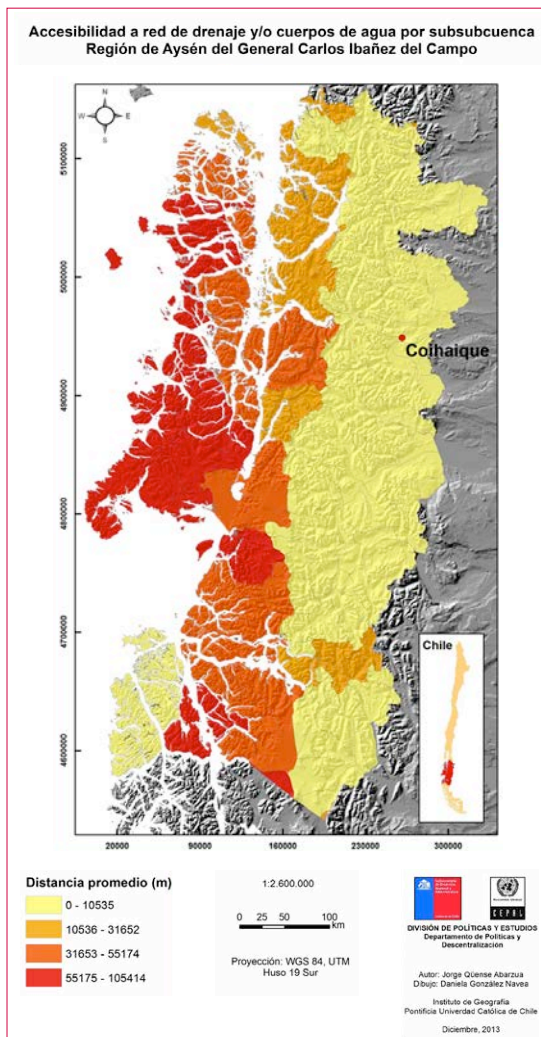 Accesibilidad a red de drenaje y/o cuerpos de agua por subsubcuenca
Región de Aysén del General Carlos Ibañez del Campo
N
W E
S
5100000
5000000
4900000
4800000
4700000
4600000
Coihaique
Chile
20000 90000 160000 230000 300000
Distancia promedio (m)
0 - 10535
10536 - 31652
31653 - 55174
55175 - 105414
1:2.600.000
0 25 50 100
km
Proyección: WGS 84, UTM
Huso 19 Sur
CEPAL
DIVISIÓN DE POLÍTICAS Y ESTUDIOS
Departamento de Políticas y
Descentralización
Autor: Jorge Qüense Abarzua
Dibujo: Daniela González Navea
Instituto de Geografía
Pontificia Univerdad Católica de Chile
Diciembre, 2013